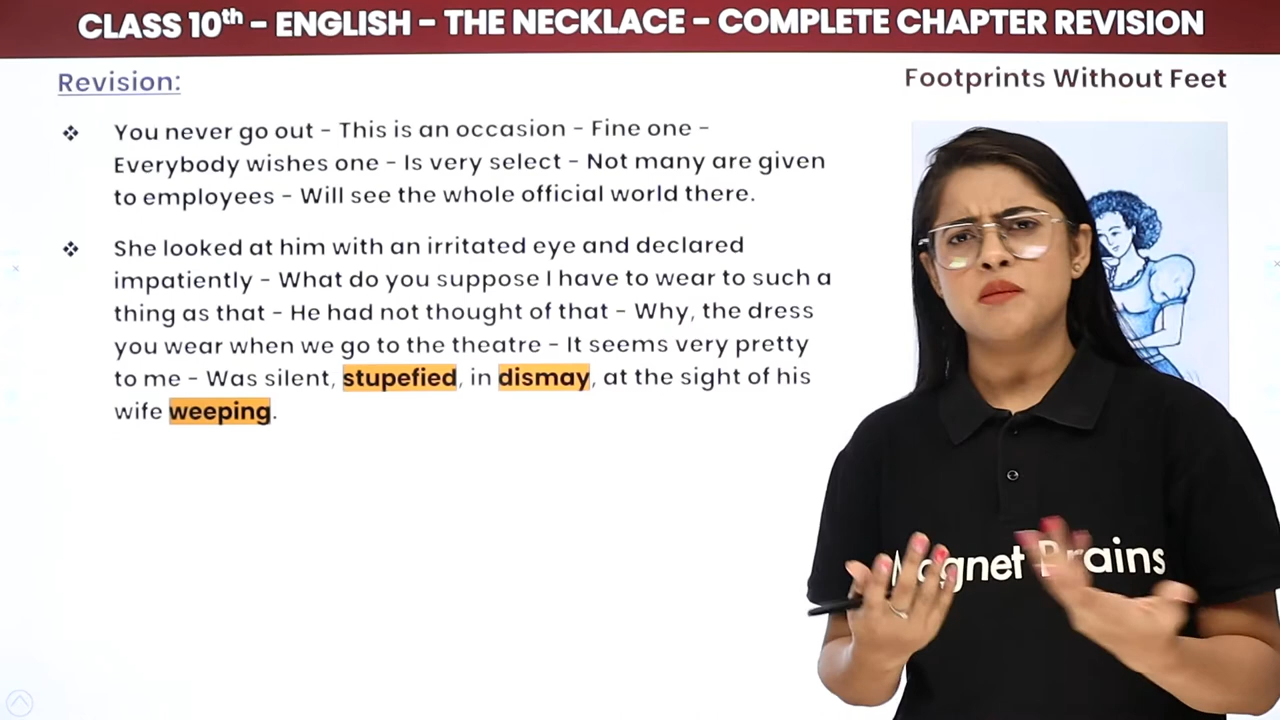 CLASS 10th – ENGLISH – THE NECKLACE – COMPLETE CHAPTER REVISION
Revision:
Footprints Without Feet
❖ You never go out – This is an occasion – Fine one –
Everybody wishes one – Is very select – Not many are given
to employees – Will see the whole official world there.
❖ She looked at him with an irritated eye and declared
impatiently – What do you suppose I have to wear to such a
thing as that – He had not thought of that – Why, the dress
you wear when we go to the theatre – It seems very pretty
to me – Was silent, stupefied, in dismay, at the sight of his
wife weeping.
Magnet Brains